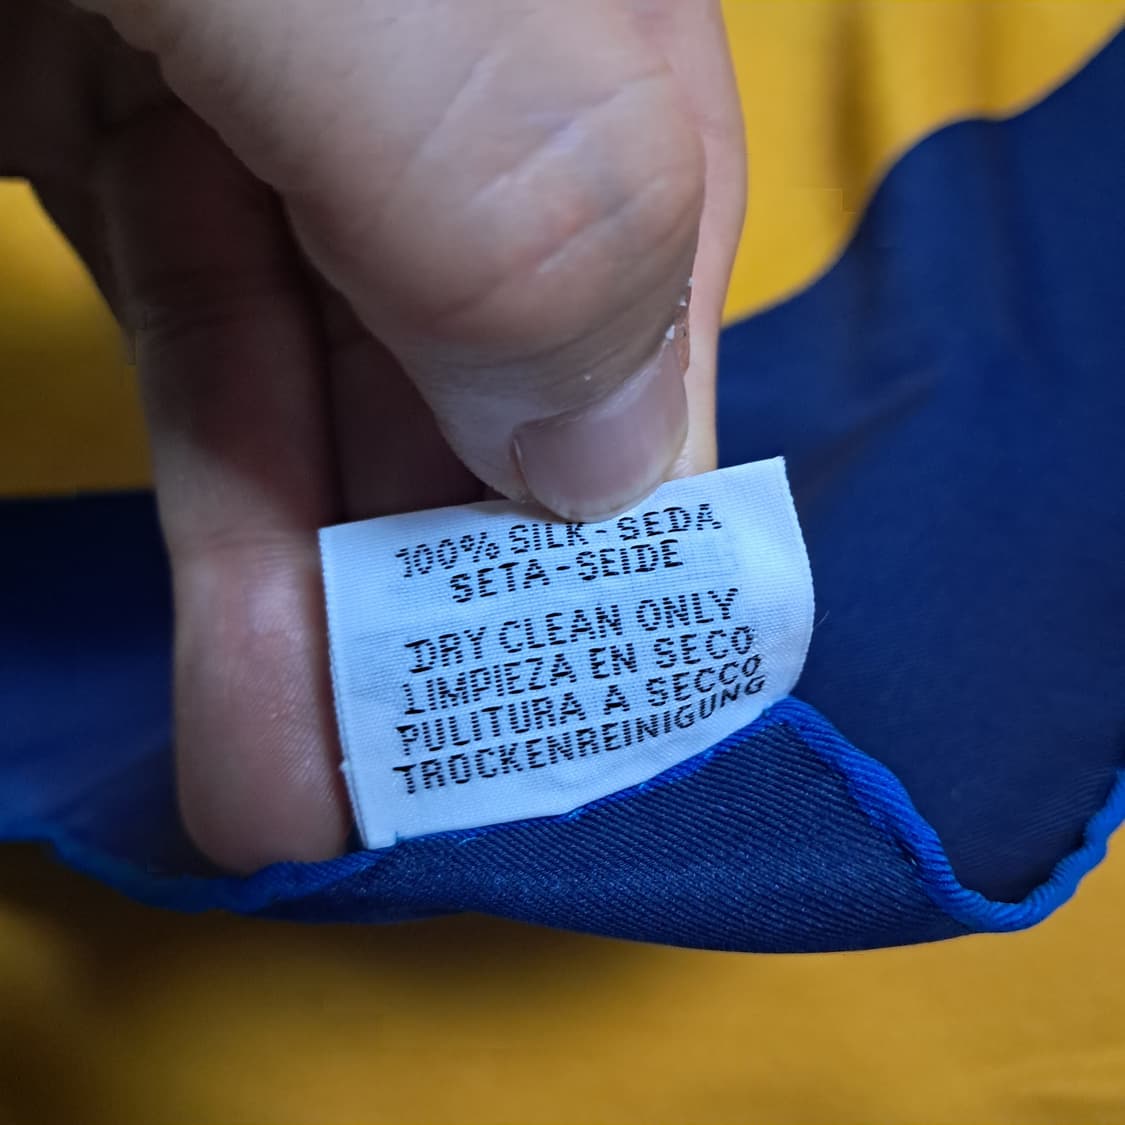 100% SILK-SEDA
SETA-SEIDE
DRY CLEAN ONLY
LIMPIEZA EN SECO
PULITURA A SECCO
TROCKENREINIGUNG